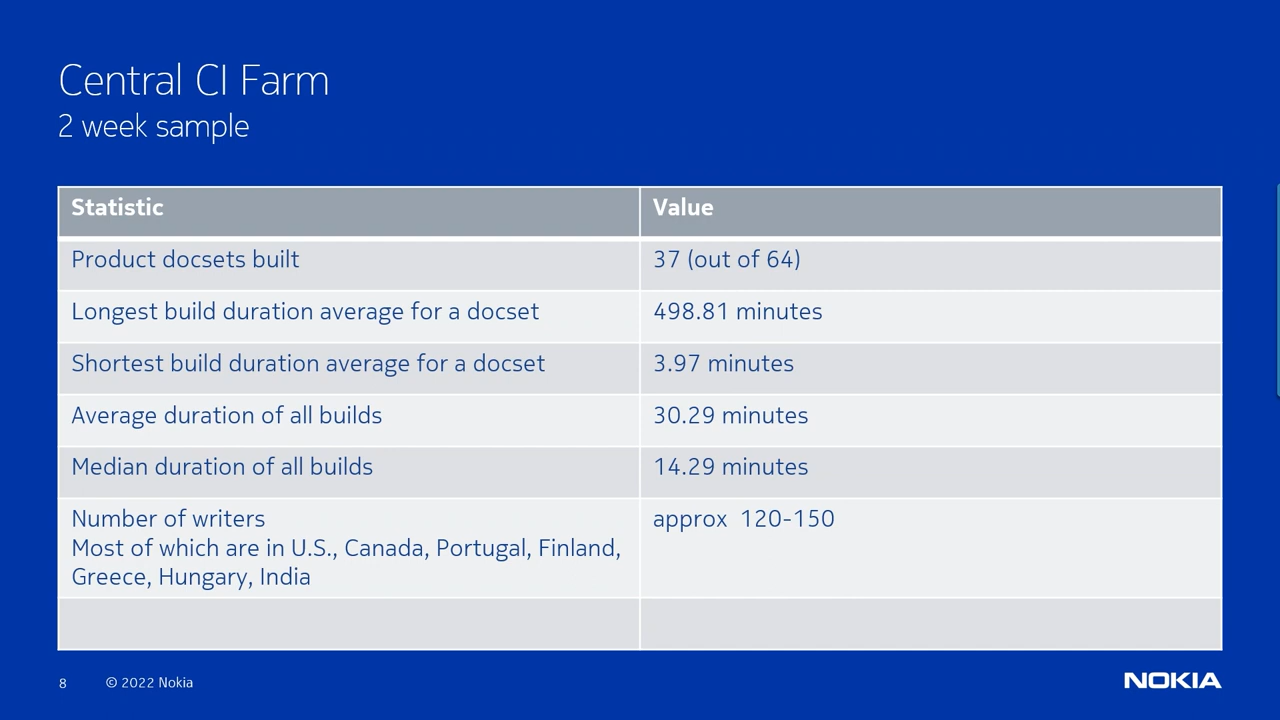 Central CI Farm
2 week sample
Statistic
Value
Product docsets built
37 (out of 64)
Longest build duration average for a docset
498.81 minutes
Shortest build duration average for a docset
3.97 minutes
Average duration of all builds
30.29 minutes
Median duration of all builds
14.29 minutes
Number of writers
Most of which are in U.S., Canada, Portugal, Finland,
Greece, Hungary, India
approx  120-150
8
© 2022 Nokia
NOKIA